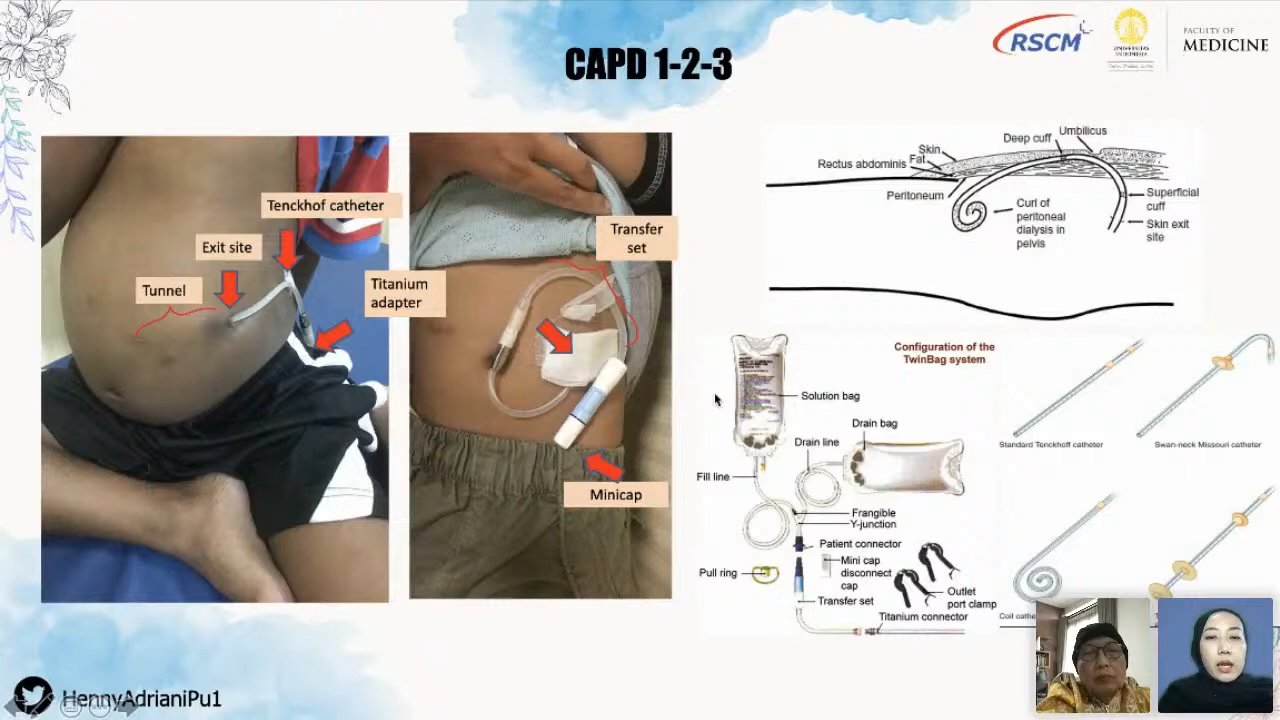 CAPD 1-2-3
RSCM
UNIVERSITAS
INDONESIA
FACULTY OF
MEDICINE
Tenckhof catheter
Exit site
Tunnel
Titanium
adapter
Transfer
set
Minicap
Deep cuff
Umbilicus
Skin
Fat
Rectus abdominis
Peritoneum
Curl of
peritoneal
dialysis in
pelvis
Superficial
cuff
Skin exit
site
Configuration of the
TwinBag system
Solution bag
Drain bag
Drain line
Fill line
Frangible
Y-junction
Patient connector
Mini cap
disconnect
cap
Pull ring
Outlet
port clamp
Transfer set
Titanium connector
Standard Tenckhoff catheter
Swan-neck Missouri catheter
HennyAdrianiPu1